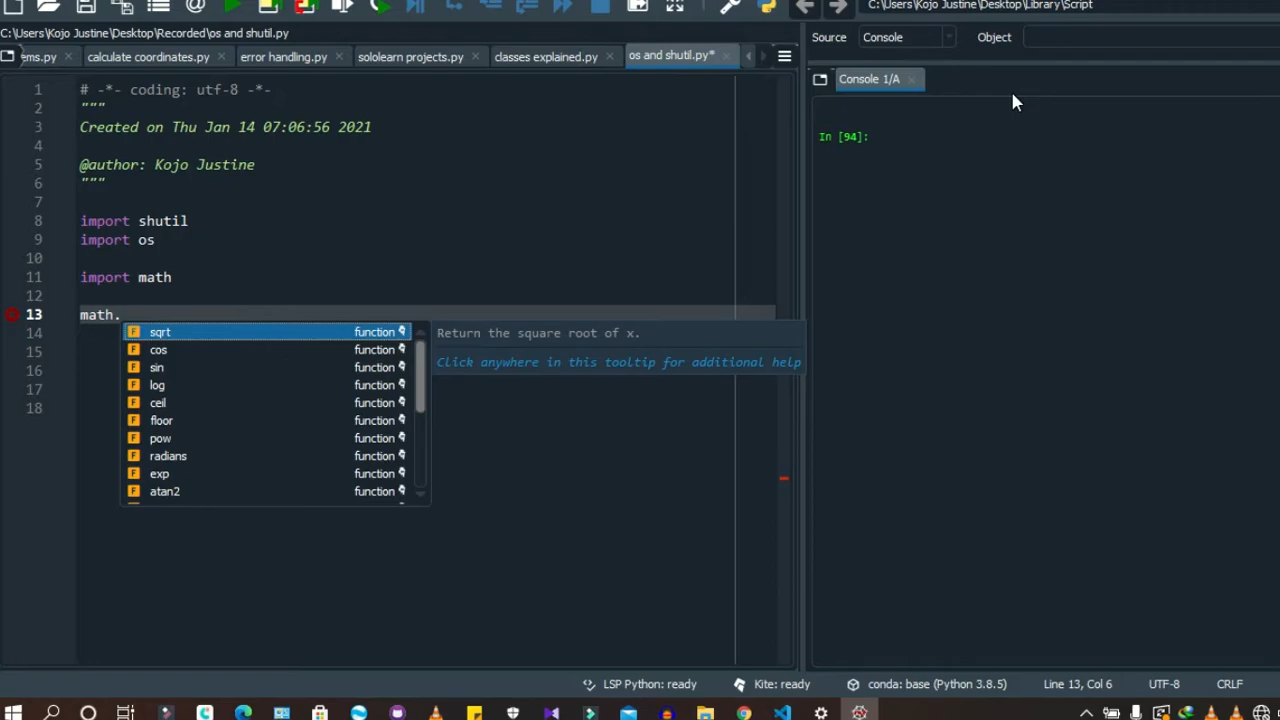 C:\Users\Kojo Justine\Desktop\Library\Script
C:\Users\Kojo Justine\Desktop\Recorded\os and shutil.py
Source Console Object
ems.py calculate coordinates.py error handling.py sololearn projects.py classes explained.py os and shutil.py*
Console 1/A
1 # -*- coding: utf-8 -*-
2 """
3 Created on Thu Jan 14 07:06:56 2021
4
5 @author: Kojo Justine
6 """
7
8 import shutil
9 import os
10
11 import math
12
13 math.
14
15
16
17
18
sqrt function
cos function
sin function
log function
ceil function
floor function
pow function
radians function
exp function
atan2 function
Return the square root of x.
Click anywhere in this tooltip for additional help
In [94]:
LSP Python: ready Kite: ready conda: base (Python 3.8.5) Line 13, Col 6 UTF-8 CRLF